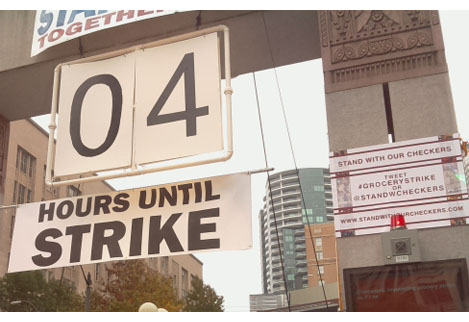 TOGETHER
04
HOURS UNTIL
STRIKE
STAND WITH OUR CHECKERS
TWEET
#GROCERYSTRIKE
OR
@STANDWCHECKERS
WWW.STANDWITHOURCHECKERS.COM